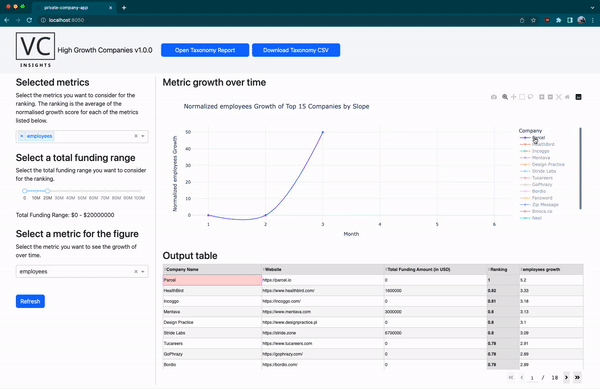 private-company-app
localhost:8050
VC
INSIGHTS
High Growth Companies v1.0.0
Open Taxonomy Report
Download Taxonomy CSV
Selected metrics
Select the metrics you want to consider for the
ranking. The ranking is the average of the
normalised growth score for each of the metrics
listed below.
× employees
Select a total funding range
Select the total funding range you want to consider
for the ranking.
0 10M 20M 30M 40M 50M 60M 70M 80M 90M 100M
Total Funding Range: $0 - $20000000
Select a metric for the figure
Select the metric you want to see the growth of
over time.
employees
Refresh
Metric growth over time
Normalized employees Growth of Top 15 Companies by Slope
Normalized employees Growth
50
40
30
20
10
0
1 2 3 4 5 6
Month
Company
Parcel
HealthBird
Incoggo
Mentava
Design Practice
Stride Labs
Tucareers
GoPhrazy
Bordio
Password
Zip Message
Next
Output table
Company Name Website Total Funding Amount (in USD) Ranking employees growth
Parcel https://parcel.io 0 1 5.2
HealthBird https://www.healthbird.com/ 1600000 0.82 3.33
Incoggo https://incoggo.com/ 0 0.81 3.18
Mentava https://www.mentava.com 3000000 0.8 3.13
Design Practice https://www.designpractice.pl 0 0.8 3.1
Stride Labs https://stride.zone 6700000 0.8 3.09
Tucareers https://www.tucareers.com 0 0.78 2.91
GoPhrazy https://gophrazy.com/ 0 0.78 2.89
Bordio https://bordio.com/ 0 0.78 2.89
1 / 18